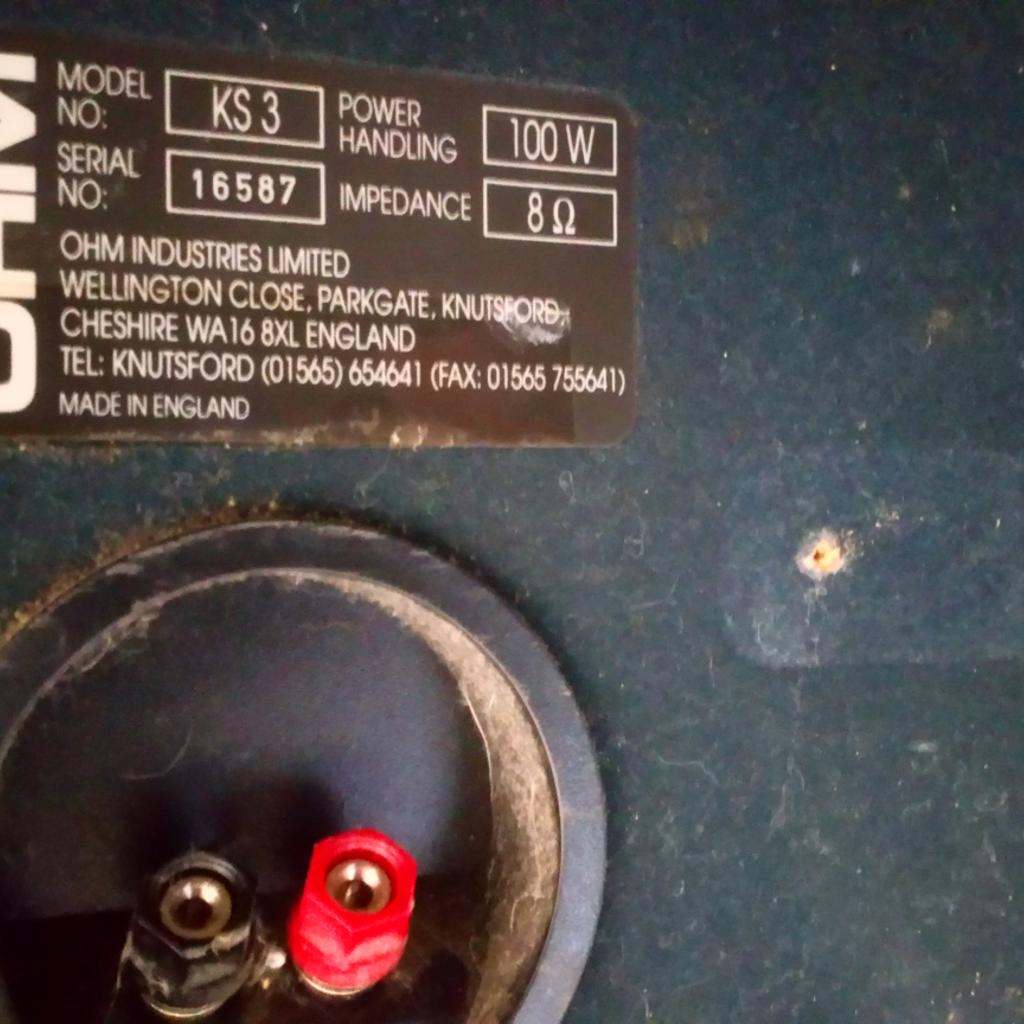 OHM
MODEL NO: KS 3 POWER HANDLING 100 W
SERIAL NO: 16587 IMPEDANCE 8 Ω
OHM INDUSTRIES LIMITED
WELLINGTON CLOSE, PARKGATE, KNUTSFORD,
CHESHIRE WA16 8XL ENGLAND
TEL: KNUTSFORD (01565) 654641 (FAX: 01565 755641)
MADE IN ENGLAND